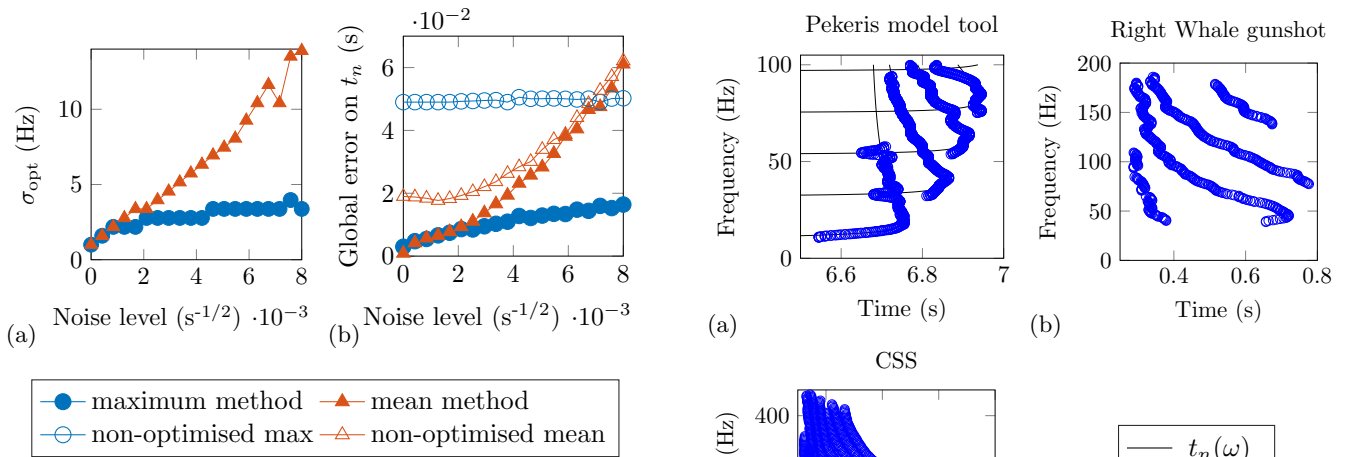 10
5
0
0
2
4
6
8
σopt (Hz)
Noise level (s-1/2) ·10−3
(a)
·10−2
6
4
2
0
0
2
4
6
8
Global error on tn (s)
Noise level (s-1/2) ·10−3
(b)
maximum method
mean method
non-optimised max
non-optimised mean
Pekeris model tool
100
50
0
6.6
6.8
7
Frequency (Hz)
Time (s)
(a)
Right Whale gunshot
200
150
100
50
0
0.4
0.6
0.8
Frequency (Hz)
Time (s)
(b)
CSS
400
(Hz)
tn(ω)